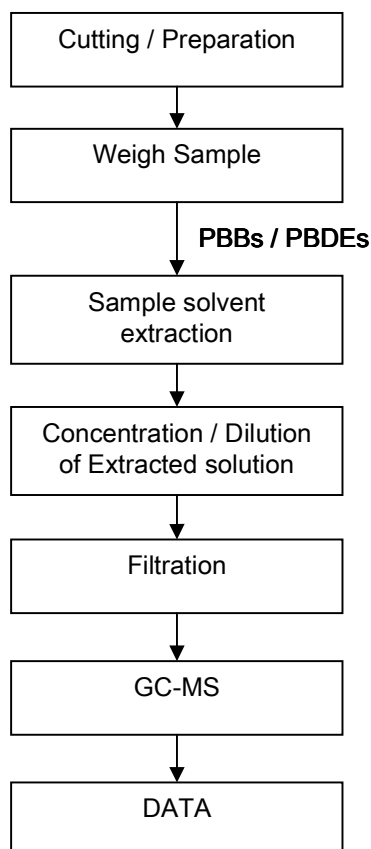 Cutting / Preparation
Weigh Sample
PBBs / PBDEs
Sample solvent
extraction
Concentration / Dilution
of Extracted solution
Filtration
GC-MS
DATA